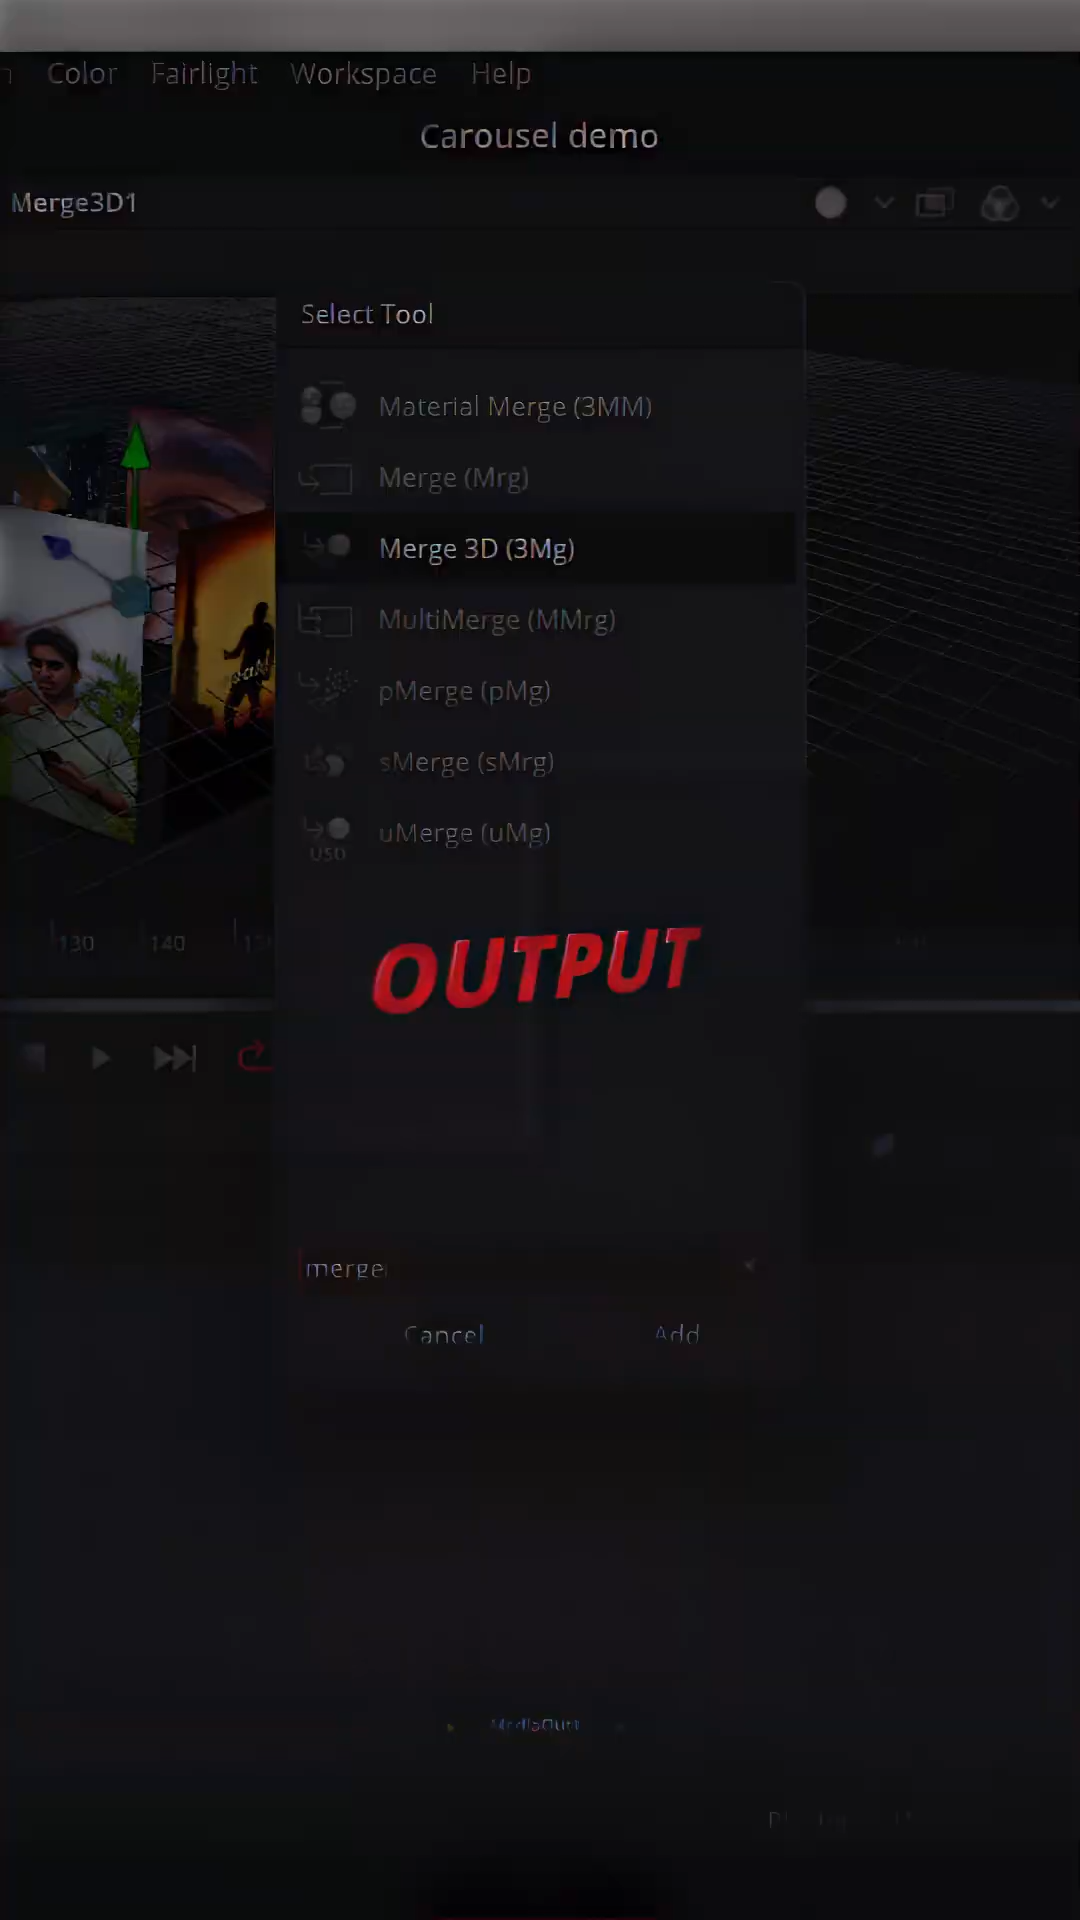 Color Fairlight Workspace Help
Carousel demo
Merge3D1
Select Tool
Material Merge (3MM)
Merge (Mrg)
Merge 3D (3Mg)
MultiMerge (MMrg)
pMerge (pMg)
sMerge (sMrg)
uMerge (uMg)
USD
130 140
OUTPUT
merge
Cancel Add